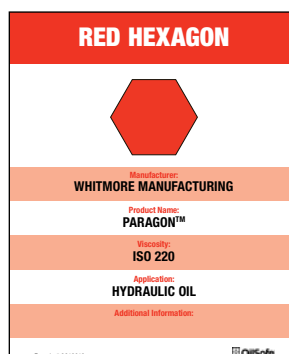 RED HEXAGON
Manufacturer:
WHITMORE MANUFACTURING
Product Name:
PARAGON™
Viscosity:
ISO 220
Application:
HYDRAULIC OIL
Additional Information:
OilSafe